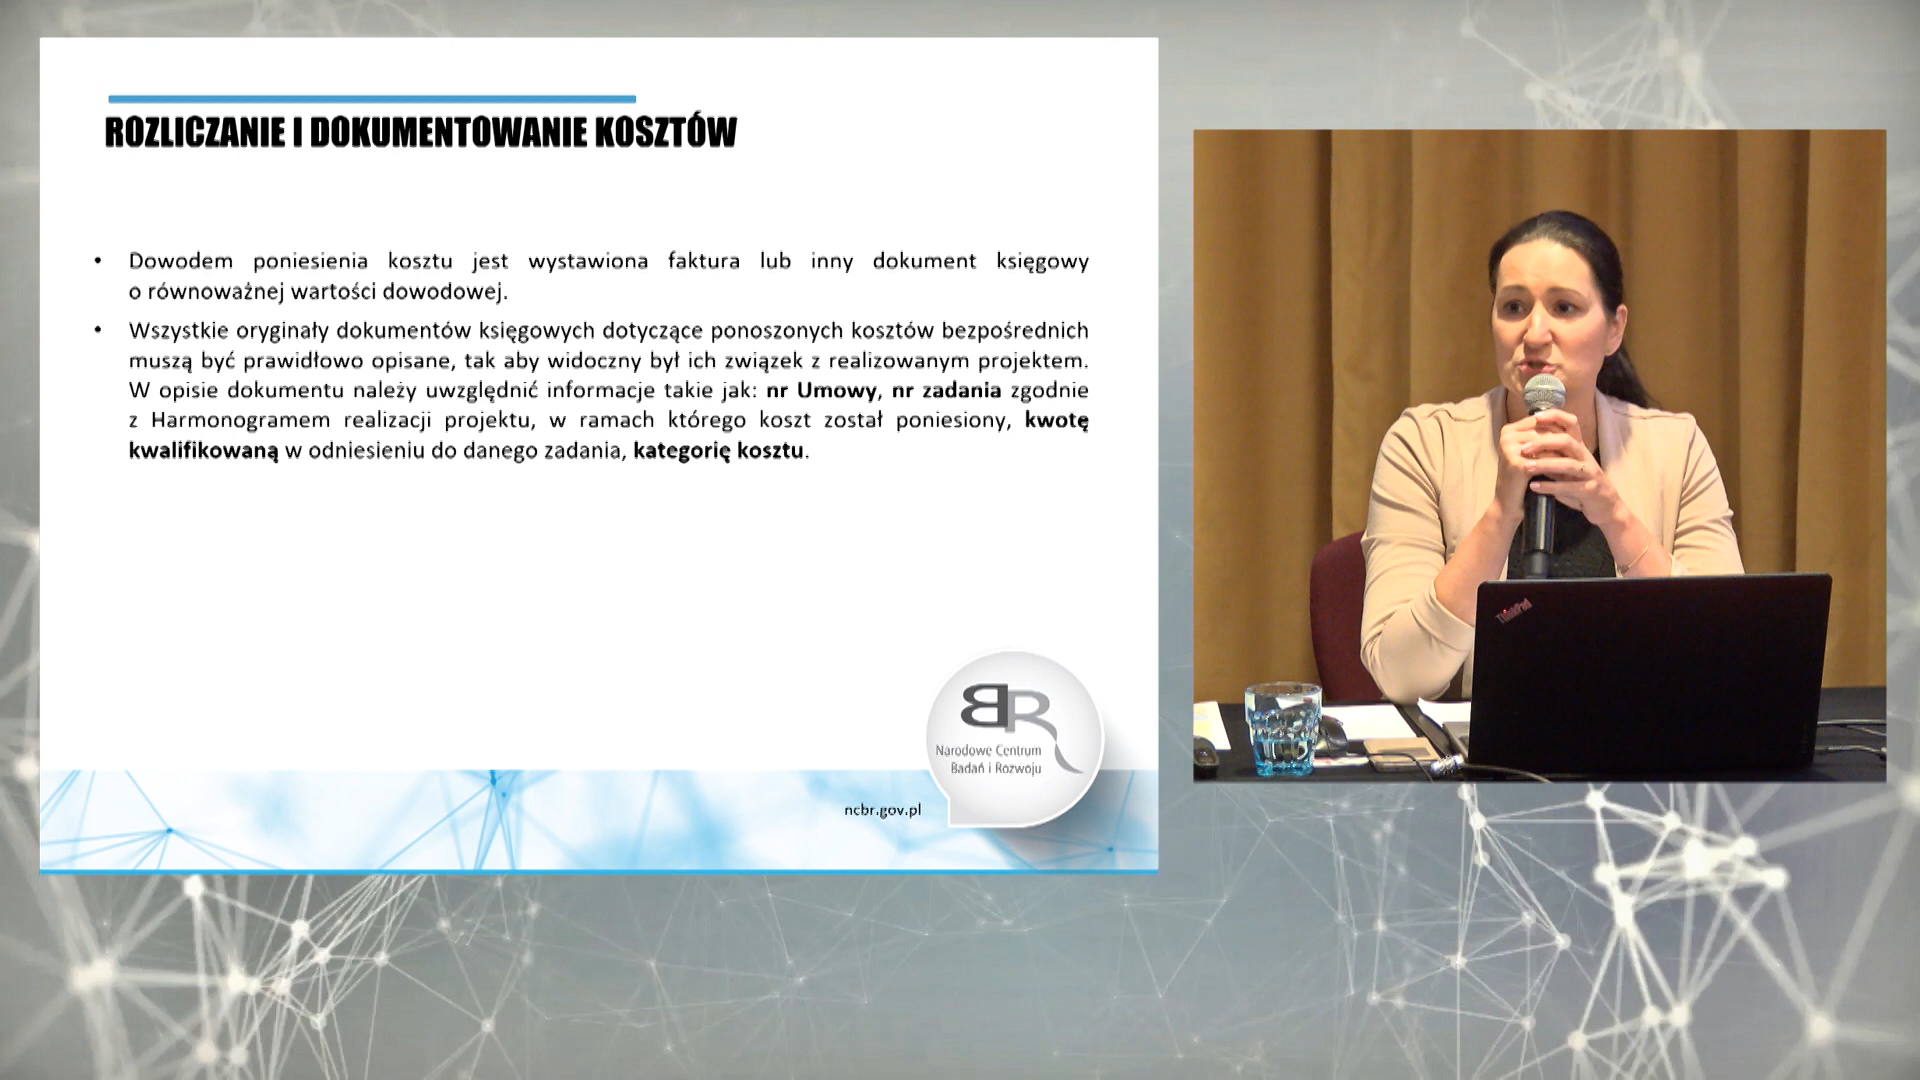 ROZLICZANIE I DOKUMENTOWANIE KOSZTÓW
• Dowodem poniesienia kosztu jest wystawiona faktura lub inny dokument księgowy
o równoważnej wartości dowodowej.
• Wszystkie oryginały dokumentów księgowych dotyczące ponoszonych kosztów bezpośrednich
muszą być prawidłowo opisane, tak aby widoczny był ich związek z realizowanym projektem.
W opisie dokumentu należy uwzględnić informacje takie jak: nr Umowy, nr zadania zgodnie
z Harmonogramem realizacji projektu, w ramach którego koszt został poniesiony, kwotę
kwalifikowaną w odniesieniu do danego zadania, kategorię kosztu.
BR
Narodowe Centrum
Badań i Rozwoju
ncbr.gov.pl
ThinkPad